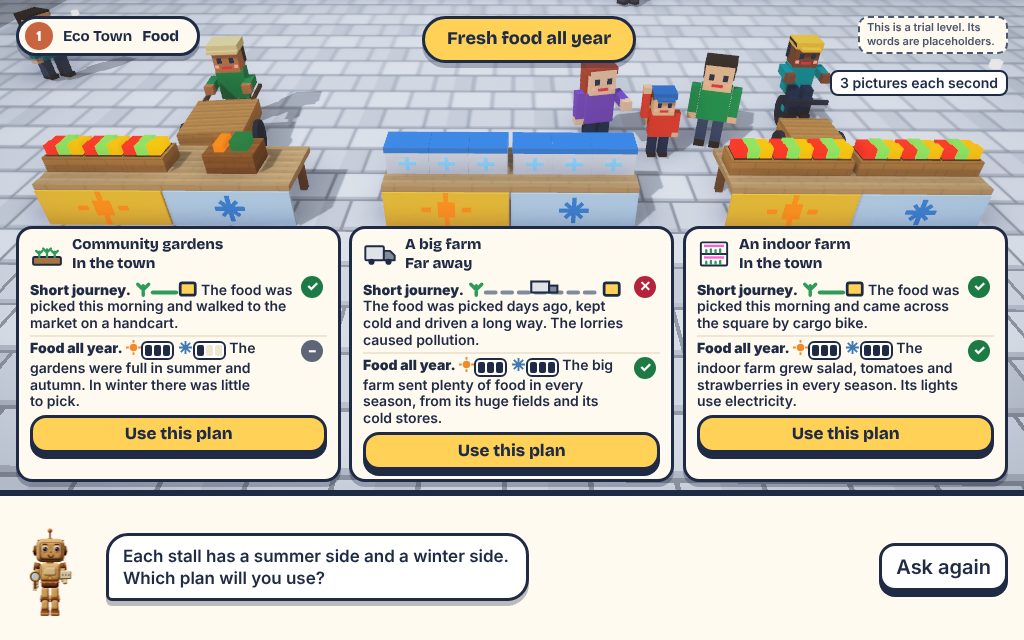 1 Eco Town Food
Fresh food all year
This is a trial level. Its
words are placeholders.
3 pictures each second
Community gardens
In the town
Short journey. The food was
picked this morning and walked to the
market on a handcart.
Food all year. The
gardens were full in summer and
autumn. In winter there was little
to pick.
Use this plan
A big farm
Far away
Short journey.
The food was picked days ago, kept
cold and driven a long way. The lorries
caused pollution.
Food all year. The big
farm sent plenty of food in every
season, from its huge fields and its
cold stores.
Use this plan
An indoor farm
In the town
Short journey. The food was
picked this morning and came across
the square by cargo bike.
Food all year. The
indoor farm grew salad, tomatoes and
strawberries in every season. Its lights
use electricity.
Use this plan
Each stall has a summer side and a winter side.
Which plan will you use?
Ask again